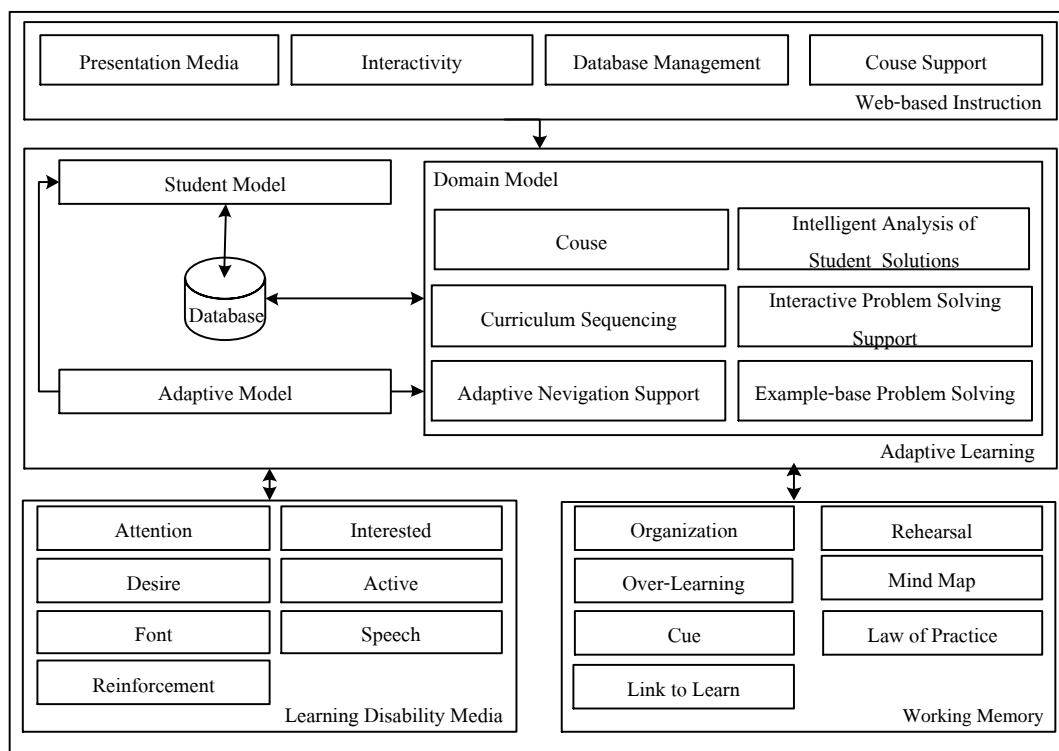 Presentation Media
Interactivity
Database Management
Couse Support
Web-based Instruction
Student Model
Database
Adaptive Model
Domain Model
Couse
Intelligent Analysis of
Student Solutions
Curriculum Sequencing
Interactive Problem Solving
Support
Adaptive Nevigation Support
Example-base Problem Solving
Adaptive Learning
Attention
Interested
Desire
Active
Font
Speech
Reinforcement
Learning Disability Media
Organization
Rehearsal
Over-Learning
Mind Map
Cue
Law of Practice
Link to Learn
Working Memory